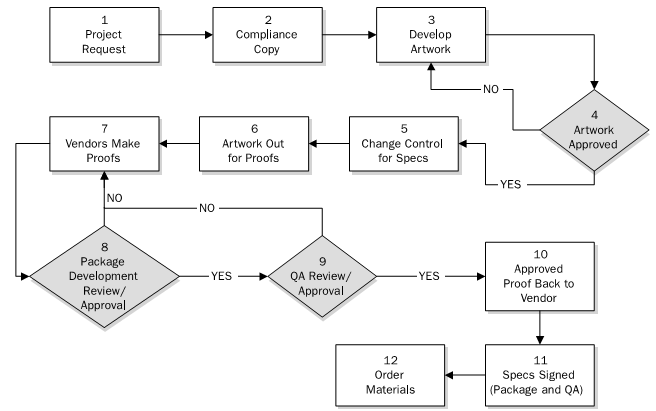 1
Project
Request
2
Compliance
Copy
3
Develop
Artwork
NO
4
Artwork
Approved
7
Vendors Make
Proofs
6
Artwork Out
for Proofs
5
Change Control
for Specs
YES
NO
NO
8
Package
Development
Review/
Approval
YES
9
QA Review/
Approval
YES
10
Approved
Proof Back to
Vendor
12
Order
Materials
11
Specs Signed
(Package and QA)